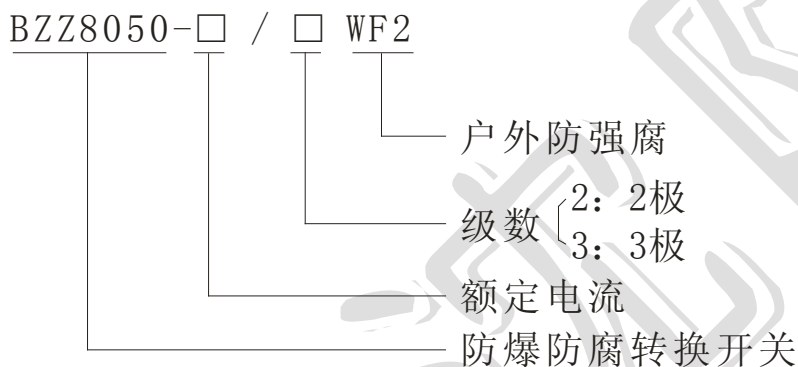 BZZ8050-□ / □ WF2
户外防强腐
级数 2：2极
3：3极
额定电流
防爆防腐转换开关